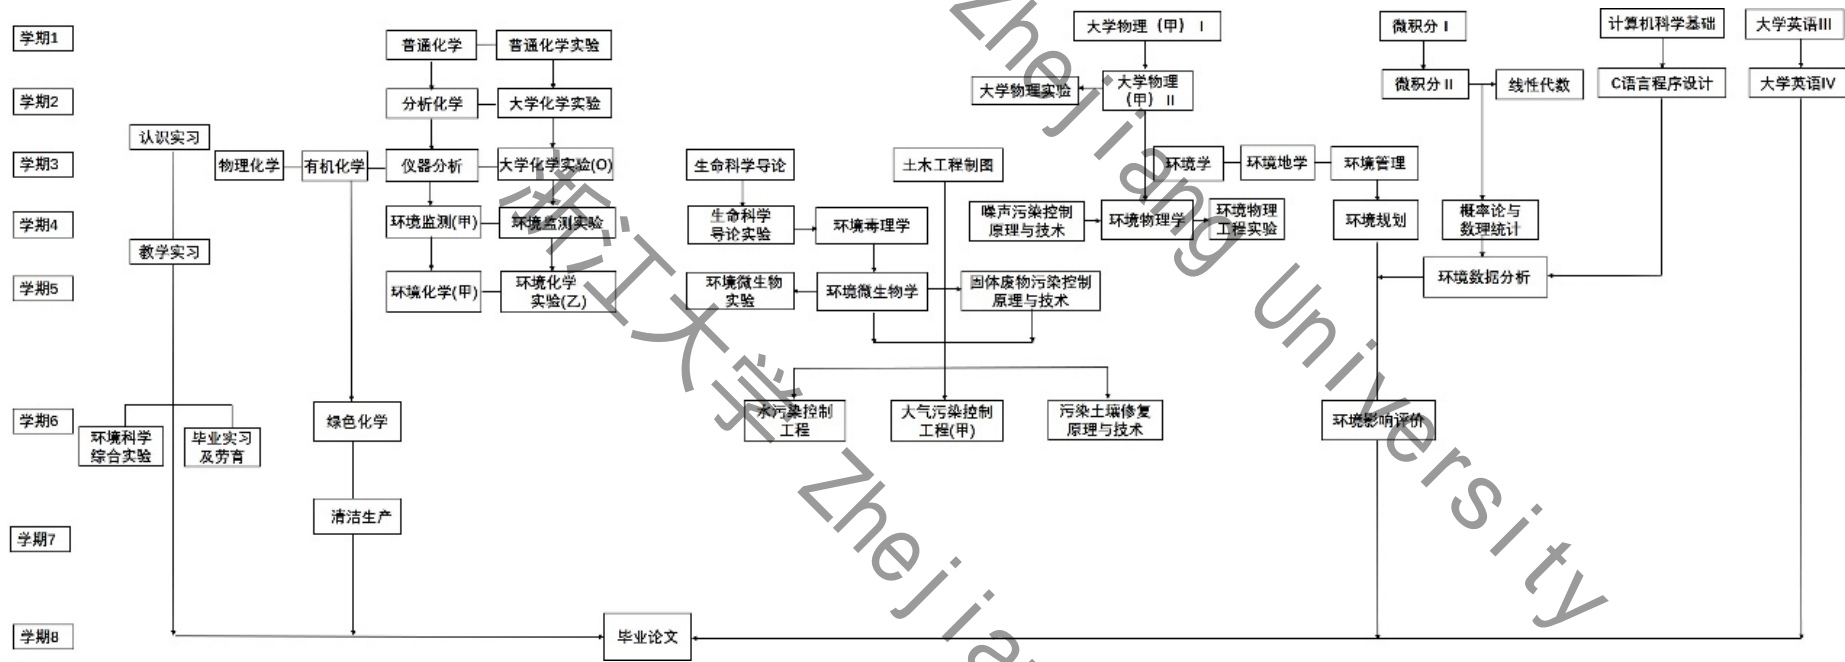 学期1
普通化学
普通化学实验
大学物理（甲） I
微积分 I
计算机科学基础
大学英语III
学期2
分析化学
大学化学实验
大学物理实验
大学物理
（甲） II
微积分 II
线性代数
C语言程序设计
大学英语IV
认识实习
学期3
物理化学
有机化学
仪器分析
大学化学实验(O)
生命科学导论
土木工程制图
环境学
环境地学
环境管理
学期4
环境监测(甲)
环境监测实验
生命科学
导论实验
环境毒理学
噪声污染控制
原理与技术
环境物理学
环境物理
工程实验
环境规划
概率论与
数理统计
教学实习
学期5
环境化学(甲)
环境化学
实验(乙)
环境微生物
实验
环境微生物学
固体废物污染控制
原理与技术
环境数据分析
学期6
环境科学
综合实验
毕业实习
及劳育
绿色化学
水污染控制
工程
大气污染控制
工程(甲)
污染土壤修复
原理与技术
环境影响评价
清洁生产
学期7
学期8
毕业论文
浙江大学 Zhejiang University
Zhejiang University